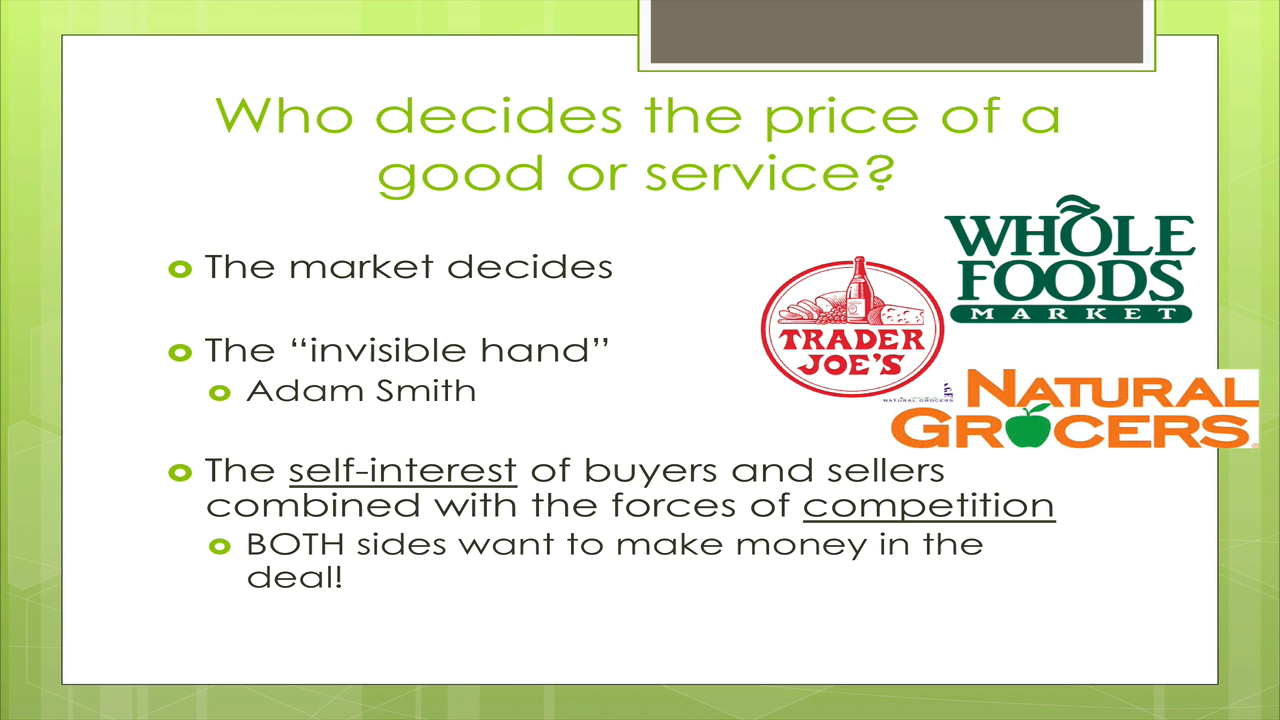 Who decides the price of a
good or service?
The market decides
The “invisible hand”
Adam Smith
The self-interest of buyers and sellers
combined with the forces of competition
BOTH sides want to make money in the
deal!
WHOLE
FOODS
MARKET
TRADER
JOE'S
NATURAL GROCERS
NATURAL
GROCERS